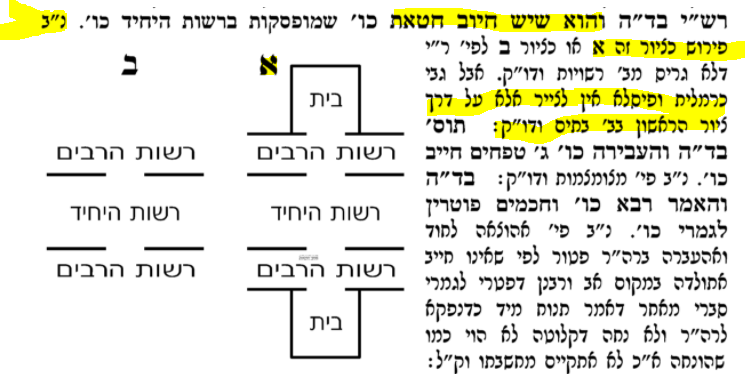 רש״י בד״ה והוא שיש חיוב חטאת כו׳ שמופסקות ברשות היחיד כו׳. נ״ב
פירוש כציור זה א או כציור ב לפי׳ ר״י
דלא גריס מב׳ רשויות ודו״ק. אבל גבי
כרמלית ופיסלא אין לצייר אלא על דרך
ציור הראשון בב׳ בתים ודו״ק: תוס׳
בד״ה והעבירה כו׳ ג׳ טפחים חייב
כו׳. נ״ב פי׳ מצומצמות ודו״ק: בד״ה
והאמר רבא כו׳ וחכמים פוטרין
לגמרי כו׳. נ״ב פי׳ אהוצאה לחוד
ואהעברה ברה״ר פטור לפי שאינו חייב
אתולדה במקום אב ורבנן דפטרי לגמרי
סברי מאחר דאמר תנוח מיד כדנפקא
לרה״ר ולא נחה דקלוטה לא הוי כמו
שהונחה א״כ לא אתקיים מחשבתו וק״ל:
א
בית
רשות הרבים
רשות היחיד
רשות הרבים
בית
ב
רשות הרבים
רשות היחיד
רשות הרבים